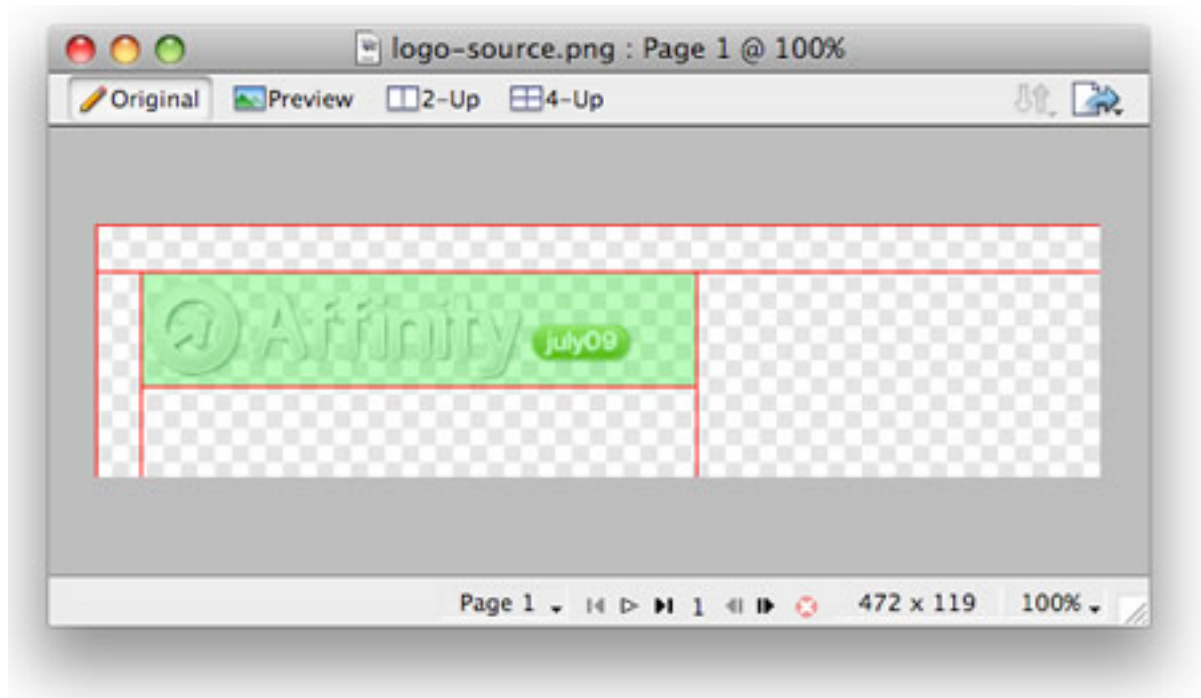 logo-source.png : Page 1 @ 100%
Original Preview 2-Up 4-Up
Affinity july09
Page 1 1 472 x 119 100%